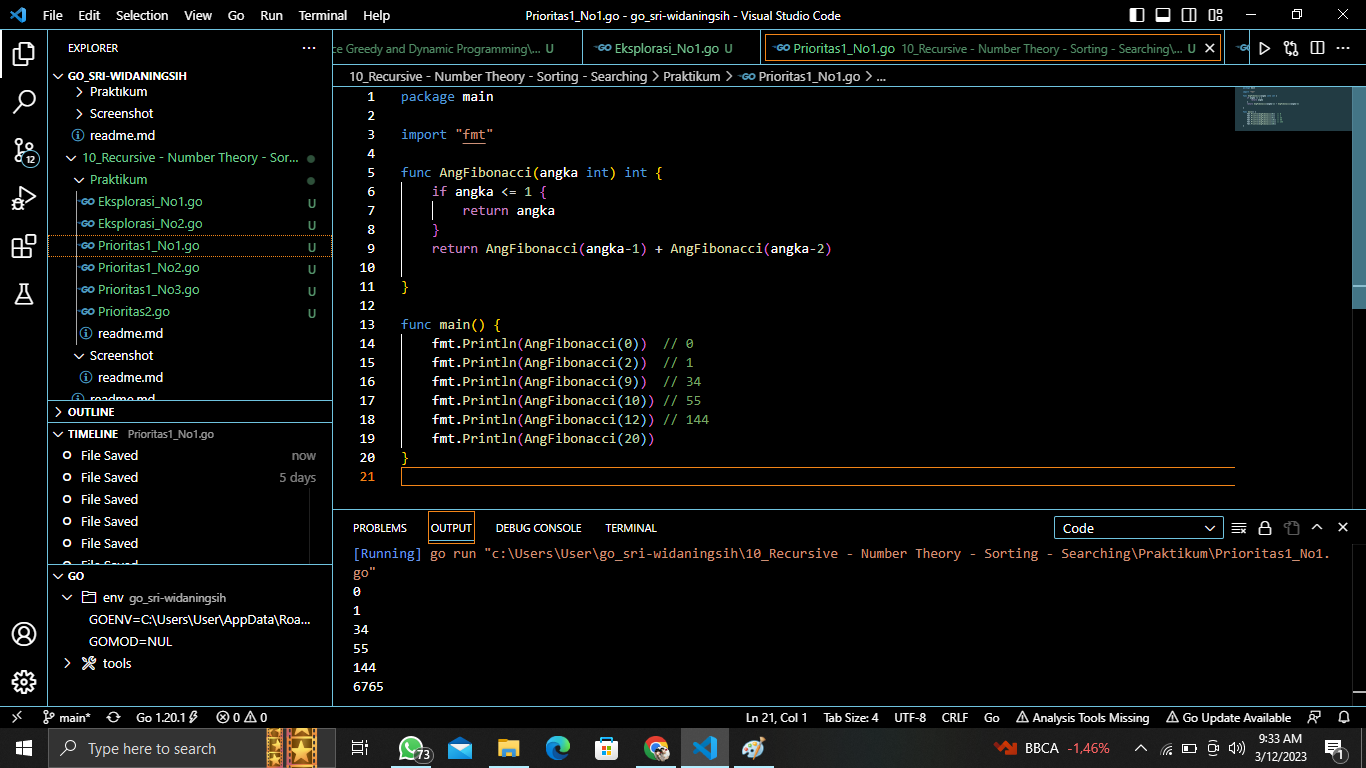 File Edit Selection View Go Run Terminal Help Prioritas1_No1.go - go_sri-widaningsih - Visual Studio Code
EXPLORER
GO_SRI-WIDANINGSIH
Praktikum
Screenshot
readme.md
10_Recursive - Number Theory - Sor...
Praktikum
Eksplorasi_No1.go U
Eksplorasi_No2.go U
Prioritas1_No1.go U
Prioritas1_No2.go U
Prioritas1_No3.go U
Prioritas2.go U
readme.md
Screenshot
readme.md
readme.md
OUTLINE
TIMELINE Prioritas1_No1.go
File Saved now
File Saved 5 days
File Saved
File Saved
File Saved
File Saved
GO
env go_sri-widaningsih
GOENV=C:\Users\User\AppData\Roa...
GOMOD=NUL
tools
12
ce Greedy and Dynamic Programming\... U
GO Eksplorasi_No1.go U
GO Prioritas1_No1.go 10_Recursive - Number Theory - Sorting - Searching\... U
10_Recursive - Number Theory - Sorting - Searching > Praktikum > GO Prioritas1_No1.go > ...
1 package main
2
3 import "fmt"
4
5 func AngFibonacci(angka int) int {
6 if angka <= 1 {
7 return angka
8 }
9 return AngFibonacci(angka-1) + AngFibonacci(angka-2)
10
11 }
12
13 func main() {
14 fmt.Println(AngFibonacci(0)) // 0
15 fmt.Println(AngFibonacci(2)) // 1
16 fmt.Println(AngFibonacci(9)) // 34
17 fmt.Println(AngFibonacci(10)) // 55
18 fmt.Println(AngFibonacci(12)) // 144
19 fmt.Println(AngFibonacci(20))
20 }
21
PROBLEMS OUTPUT DEBUG CONSOLE TERMINAL Code
[Running] go run "c:\Users\User\go_sri-widaningsih\10_Recursive - Number Theory - Sorting - Searching\Praktikum\Prioritas1_No1.
go"
0
1
34
55
144
6765
main* Go 1.20.1 0 0 Ln 21, Col 1 Tab Size: 4 UTF-8 CRLF Go Analysis Tools Missing Go Update Available
Type here to search 73 BBCA -1,46% 9:33 AM
3/12/2023 1